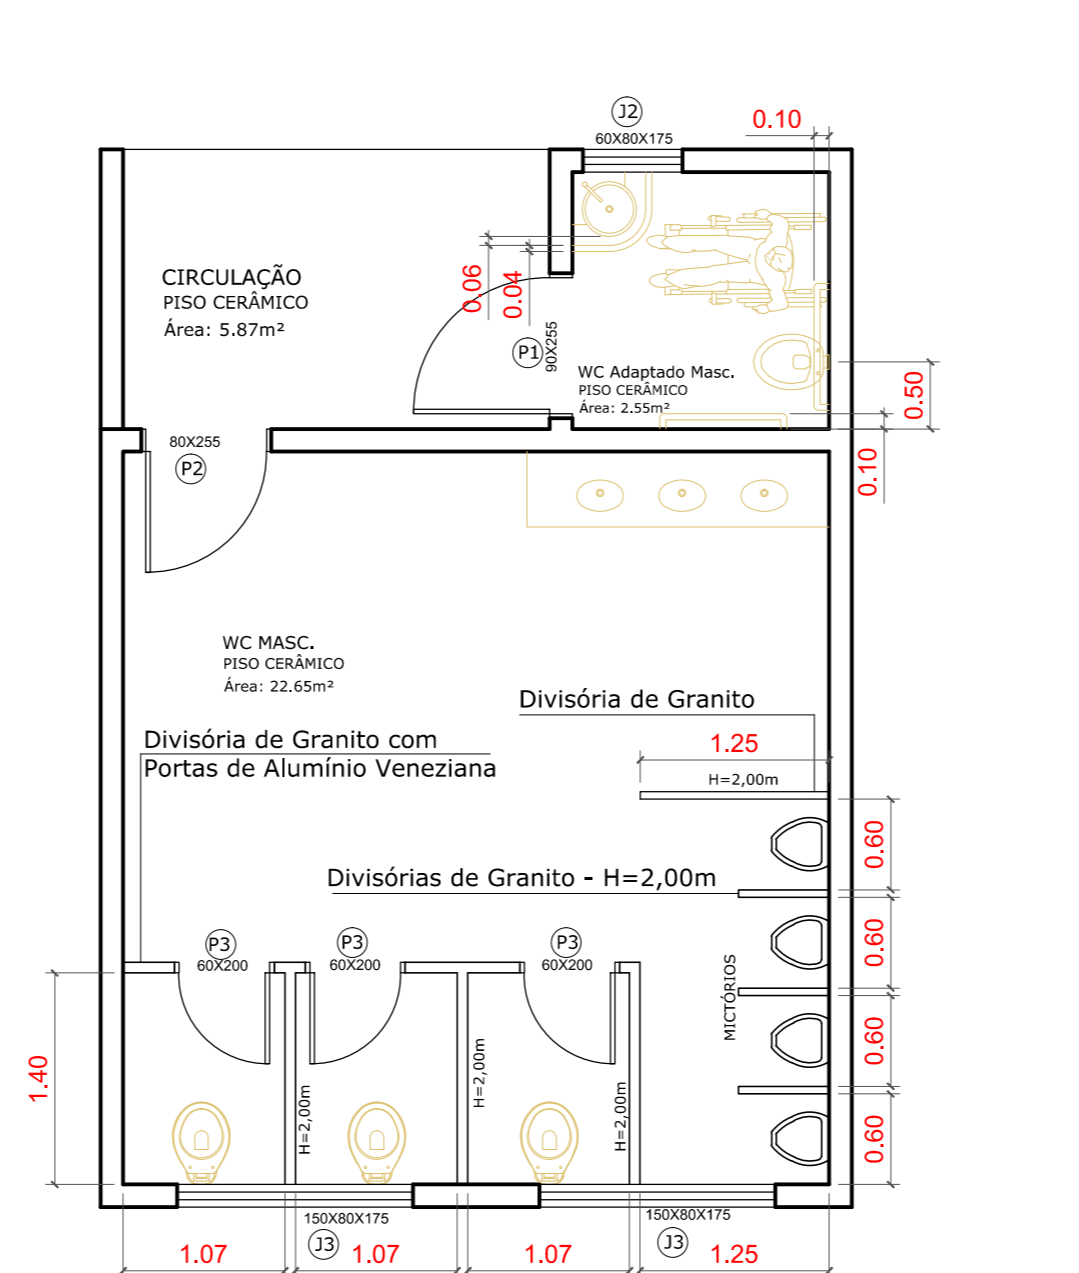 J2
60X80X175
0.10
CIRCULAÇÃO
PISO CERÂMICO
Área: 5.87m²
0.06
0.04
P1
90X255
WC Adaptado Masc.
PISO CERÂMICO
Área: 2.55m²
0.50
0.10
80X255
P2
WC MASC.
PISO CERÂMICO
Área: 22.65m²
Divisória de Granito
1.25
H=2,00m
Divisória de Granito com
Portas de Alumínio Veneziana
0.60
Divisórias de Granito - H=2,00m
0.60
P3
60X200
P3
60X200
P3
60X200
MICTÓRIOS
0.60
1.40
H=2,00m
H=2,00m
H=2,00m
0.60
150X80X175
J3
150X80X175
J3
1.07
1.07
1.07
1.25